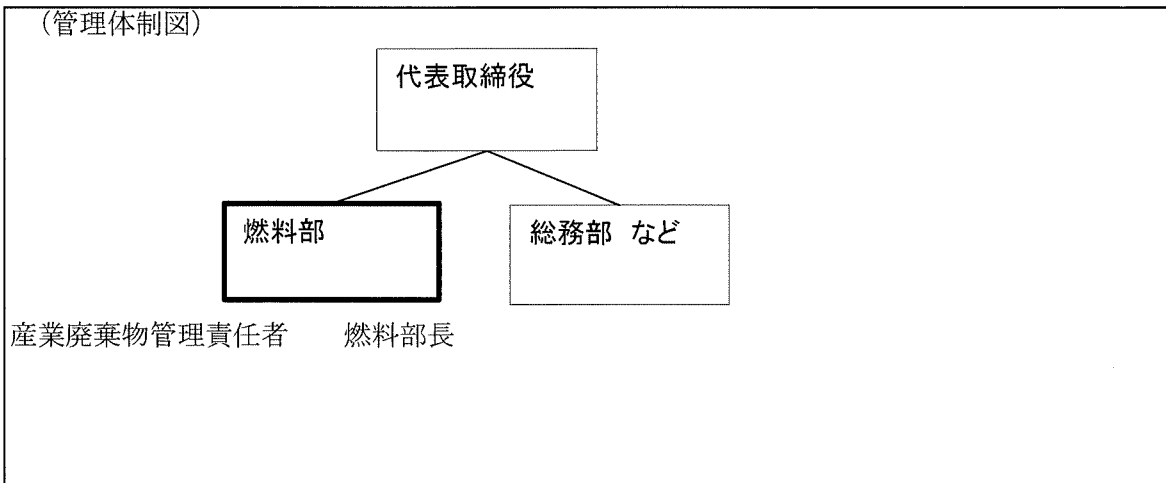 （管理体制図）
代表取締役
燃料部
総務部　など
産業廃棄物管理責任者　　燃料部長